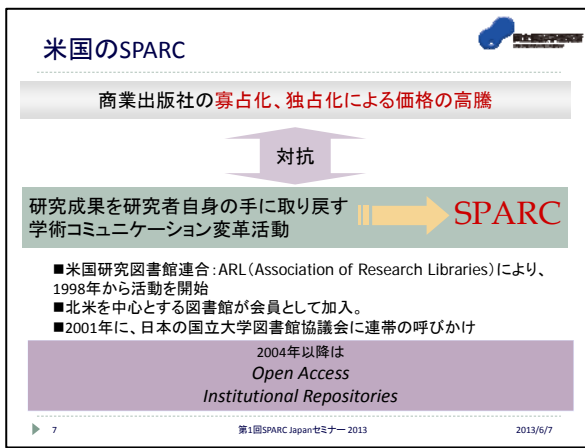 米国のSPARC
商業出版社の寡占化、独占化による価格の高騰
対抗
研究成果を研究者自身の手に取り戻す
学術コミュニケーション変革活動
SPARC
■米国研究図書館連合:ARL(Association of Research Libraries)により、
1998年から活動を開始
■北米を中心とする図書館が会員として加入。
■2001年に、日本の国立大学図書館協議会に連帯の呼びかけ
2004年以降は
Open Access
Institutional Repositories
7
第1回SPARC Japanセミナー 2013
2013/6/7